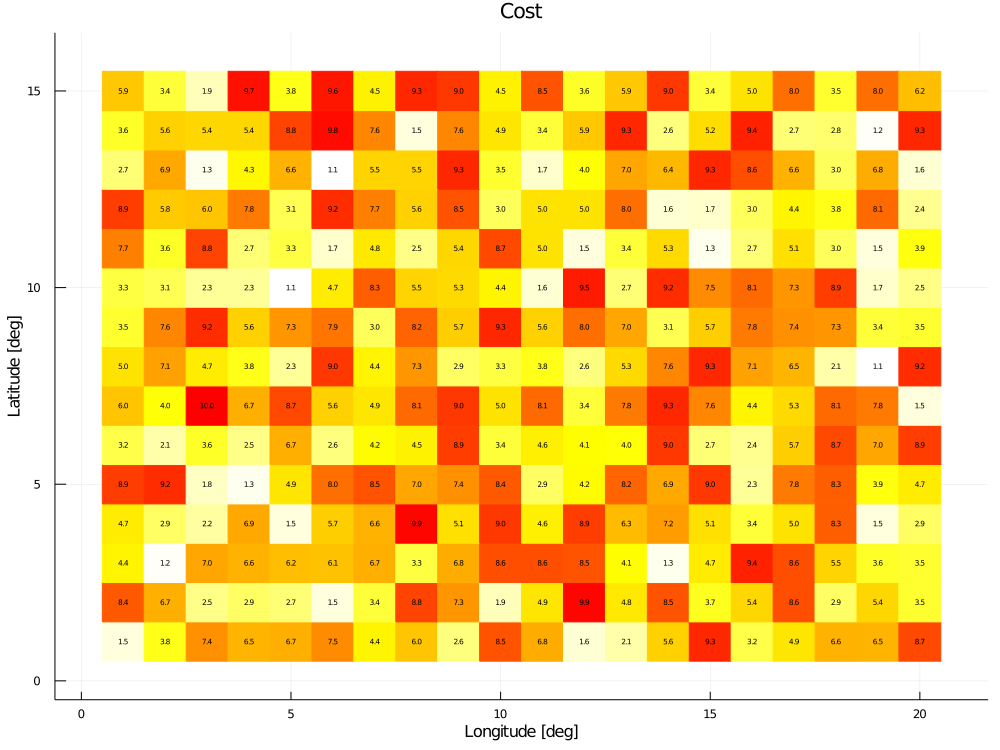 Cost
15 5.9 3.4 1.9 9.7 3.8 9.6 4.5 9.3 9.0 4.5 8.5 3.6 5.9 9.0 3.4 5.0 8.0 3.5 8.0 6.2
3.6 5.6 5.4 5.4 8.8 9.8 7.6 1.5 7.6 4.9 3.4 5.9 9.3 2.6 5.2 9.4 2.7 2.8 1.2 9.3
2.7 6.9 1.3 4.3 6.6 1.1 5.5 5.5 9.3 3.5 1.7 4.0 7.0 6.4 9.3 8.6 6.6 3.0 6.8 1.6
8.9 5.8 6.0 7.8 3.1 9.2 7.7 5.6 8.5 3.0 5.0 5.0 8.0 1.6 1.7 3.0 4.4 3.8 8.1 2.4
7.7 3.6 8.8 2.7 3.3 1.7 4.8 2.5 5.4 8.7 5.0 1.5 3.4 5.3 1.3 2.7 5.1 3.0 1.5 3.9
10 3.3 3.1 2.3 2.3 1.1 4.7 8.3 5.5 5.3 4.4 1.6 9.5 2.7 9.2 7.5 8.1 7.3 8.9 1.7 2.5
3.5 7.6 9.2 5.6 7.3 7.9 3.0 8.2 5.7 9.3 5.6 8.0 7.0 3.1 5.7 7.8 7.4 7.3 3.4 3.5
5.0 7.1 4.7 3.8 2.3 9.0 4.4 7.3 2.9 3.3 3.8 2.6 5.3 7.6 9.3 7.1 6.5 2.1 1.1 9.2
6.0 4.0 10.0 6.7 8.7 5.6 4.9 8.1 9.0 5.0 8.1 3.4 7.8 9.3 7.6 4.4 5.3 8.1 7.8 1.5
3.2 2.1 3.6 2.5 6.7 2.6 4.2 4.5 8.9 3.4 4.6 4.1 4.0 9.0 2.7 2.4 5.7 8.7 7.0 8.9
5 8.9 9.2 1.8 1.3 4.9 8.0 8.5 7.0 7.4 8.4 2.9 4.2 8.2 6.9 9.0 2.3 7.8 8.3 3.9 4.7
4.7 2.9 2.2 6.9 1.5 5.7 6.6 9.9 5.1 9.0 4.6 8.9 6.3 7.2 5.1 3.4 5.0 8.3 1.5 2.9
4.4 1.2 7.0 6.6 6.2 6.1 6.7 3.3 6.8 8.6 8.6 8.5 4.1 1.3 4.7 9.4 8.6 5.5 3.6 3.5
8.4 6.7 2.5 2.9 2.7 1.5 3.4 8.8 7.3 1.9 4.9 9.9 4.8 8.5 3.7 5.4 8.6 2.9 5.4 3.5
1.5 3.8 7.4 6.5 6.7 7.5 4.4 6.0 2.6 8.5 6.8 1.6 2.1 5.6 9.3 3.2 4.9 6.6 6.5 8.7
0
0 5 10 15 20
Longitude [deg]
Latitude [deg]